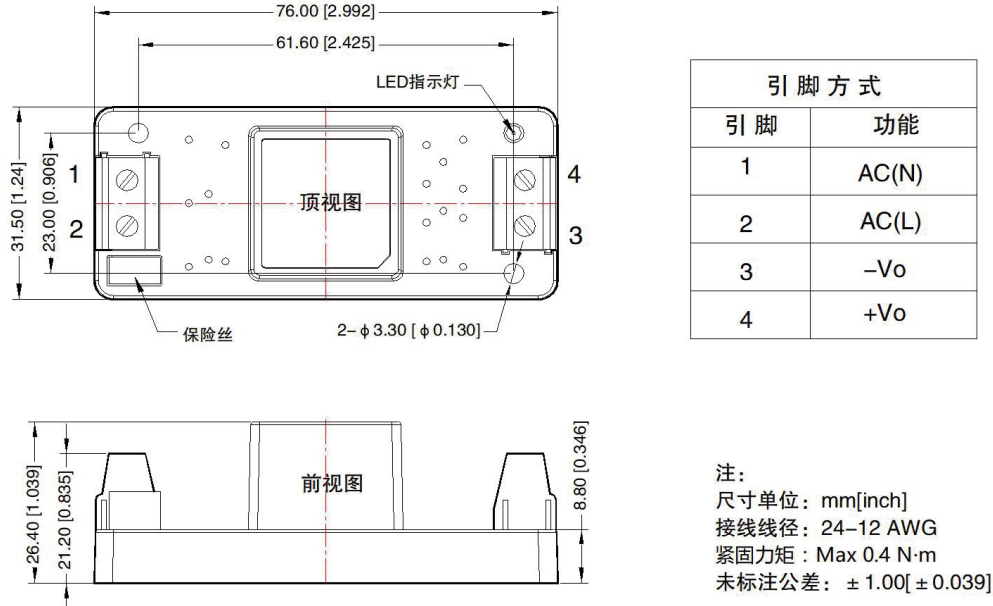 76.00 [2.992]
61.60 [2.425]
LED指示灯
31.50 [1.24]
23.00 [0.906]
1
2
顶视图
4
3
保险丝
2-ф3.30 [ф0.130]
引脚方式
引脚 功能
1 AC(N)
2 AC(L)
3 -Vo
4 +Vo
26.40 [1.039]
21.20 [0.835]
前视图
8.80 [0.346]
注:
尺寸单位:mm[inch]
接线线径:24-12 AWG
紧固力矩:Max 0.4 N·m
未标注公差:±1.00[±0.039]